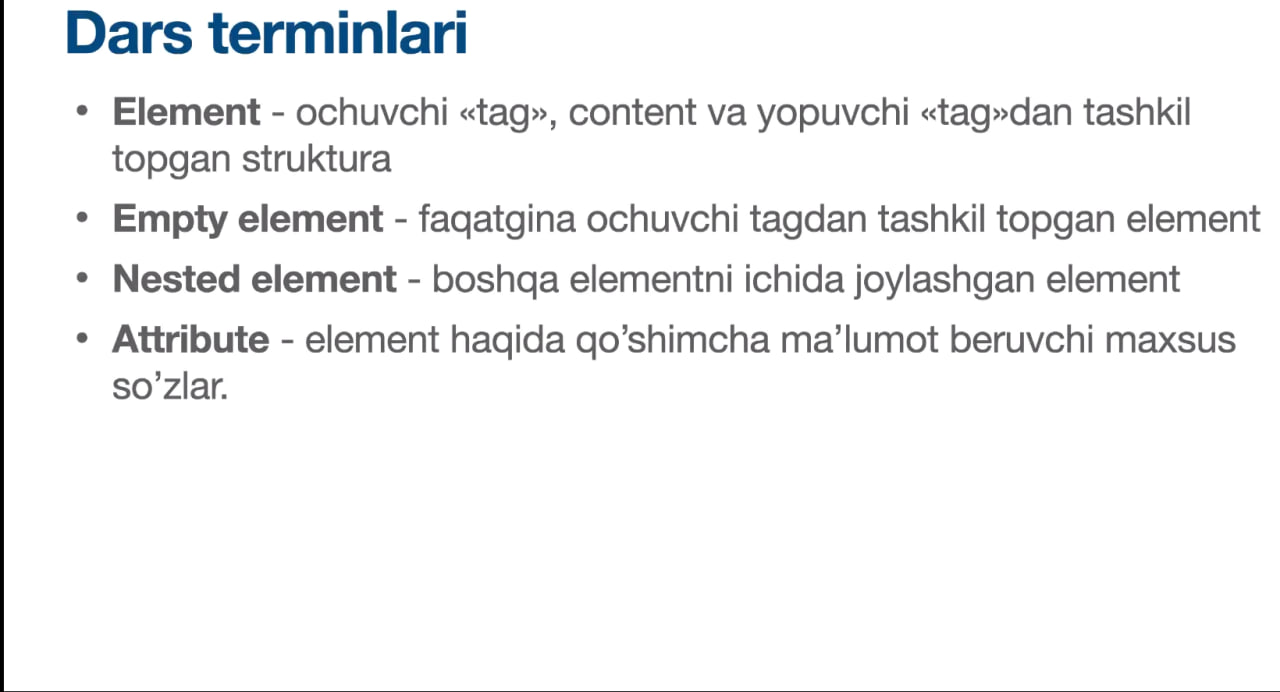 Dars terminlari
• Element - ochuvchi «tag», content va yopuvchi «tag»dan tashkil
topgan struktura
• Empty element - faqatgina ochuvchi tagdan tashkil topgan element
• Nested element - boshqa elementni ichida joylashgan element
• Attribute - element haqida qo’shimcha ma’lumot beruvchi maxsus
so’zlar.